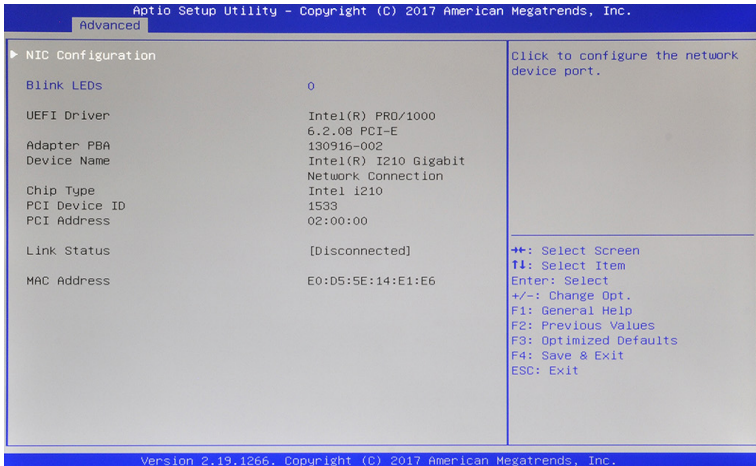 Aptio Setup Utility – Copyright (C) 2017 American Megatrends, Inc.
Advanced
▶ NIC Configuration
Blink LEDs 0
UEFI Driver Intel(R) PRO/1000
6.2.08 PCI-E
Adapter PBA 130916-002
Device Name Intel(R) I210 Gigabit
Network Connection
Chip Type Intel i210
PCI Device ID 1533
PCI Address 02:00:00
Link Status [Disconnected]
MAC Address E0:D5:5E:14:E1:E6
Click to configure the network
device port.
→←: Select Screen
↑↓: Select Item
Enter: Select
+/-: Change Opt.
F1: General Help
F2: Previous Values
F3: Optimized Defaults
F4: Save & Exit
ESC: Exit
Version 2.19.1266. Copyright (C) 2017 American Megatrends, Inc.